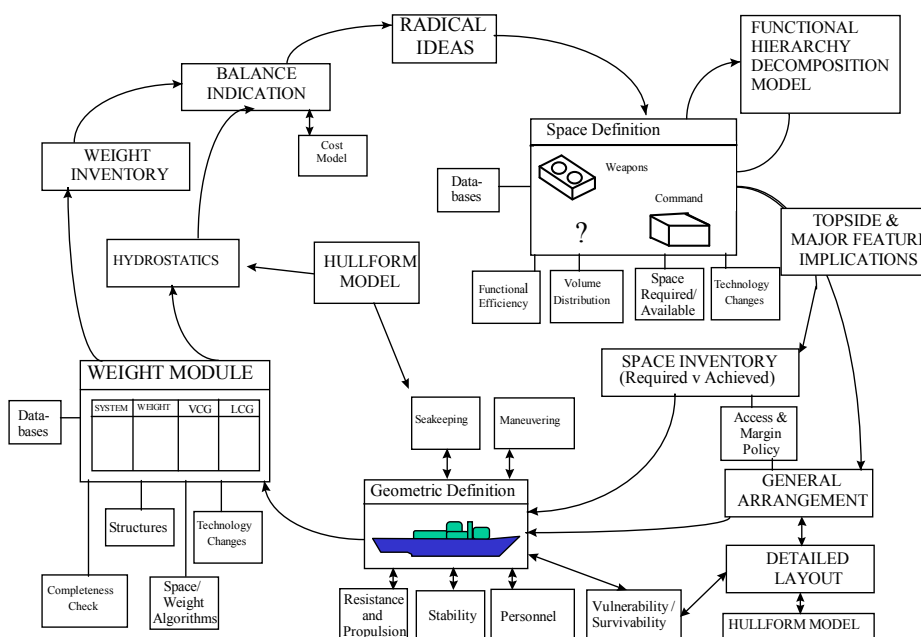 RADICAL
IDEAS
FUNCTIONAL
HIERARCHY
DECOMPOSITION
MODEL
BALANCE
INDICATION
Cost
Model
WEIGHT
INVENTORY
Space Definition
Weapons
Command
?
Data-
bases
TOPSIDE &
MAJOR FEATURE
IMPLICATIONS
HYDROSTATICS
HULLFORM
MODEL
Functional
Efficiency
Volume
Distribution
Space
Required/
Available
Technology
Changes
WEIGHT MODULE
SYSTEM
WEIGHT
VCG
LCG
Data-
bases
SPACE INVENTORY
(Required v Achieved)
Seakeeping
Maneuvering
Access &
Margin
Policy
Geometric Definition
GENERAL
ARRANGEMENT
Structures
Technology
Changes
Completeness
Check
Space/
Weight
Algorithms
DETAILED
LAYOUT
Resistance
and
Propulsion
Stability
Personnel
Vulnerability /
Survivability
HULLFORM MODEL